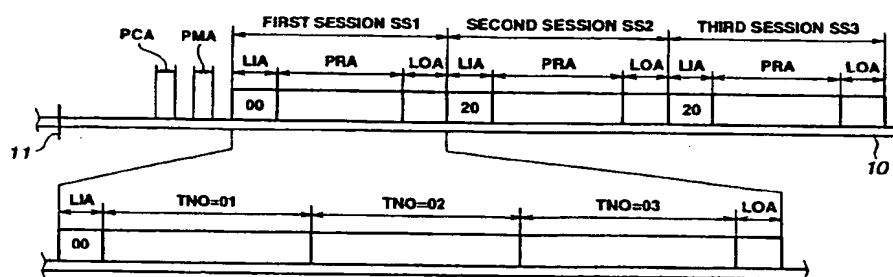 FIRST SESSION SS1 SECOND SESSION SS2 THIRD SESSION SS3
PCA PMA
LIA PRA LOA LIA PRA LOA LIA PRA LOA
00 20 20
11 10
LIA TNO=01 TNO=02 TNO=03 LOA
00